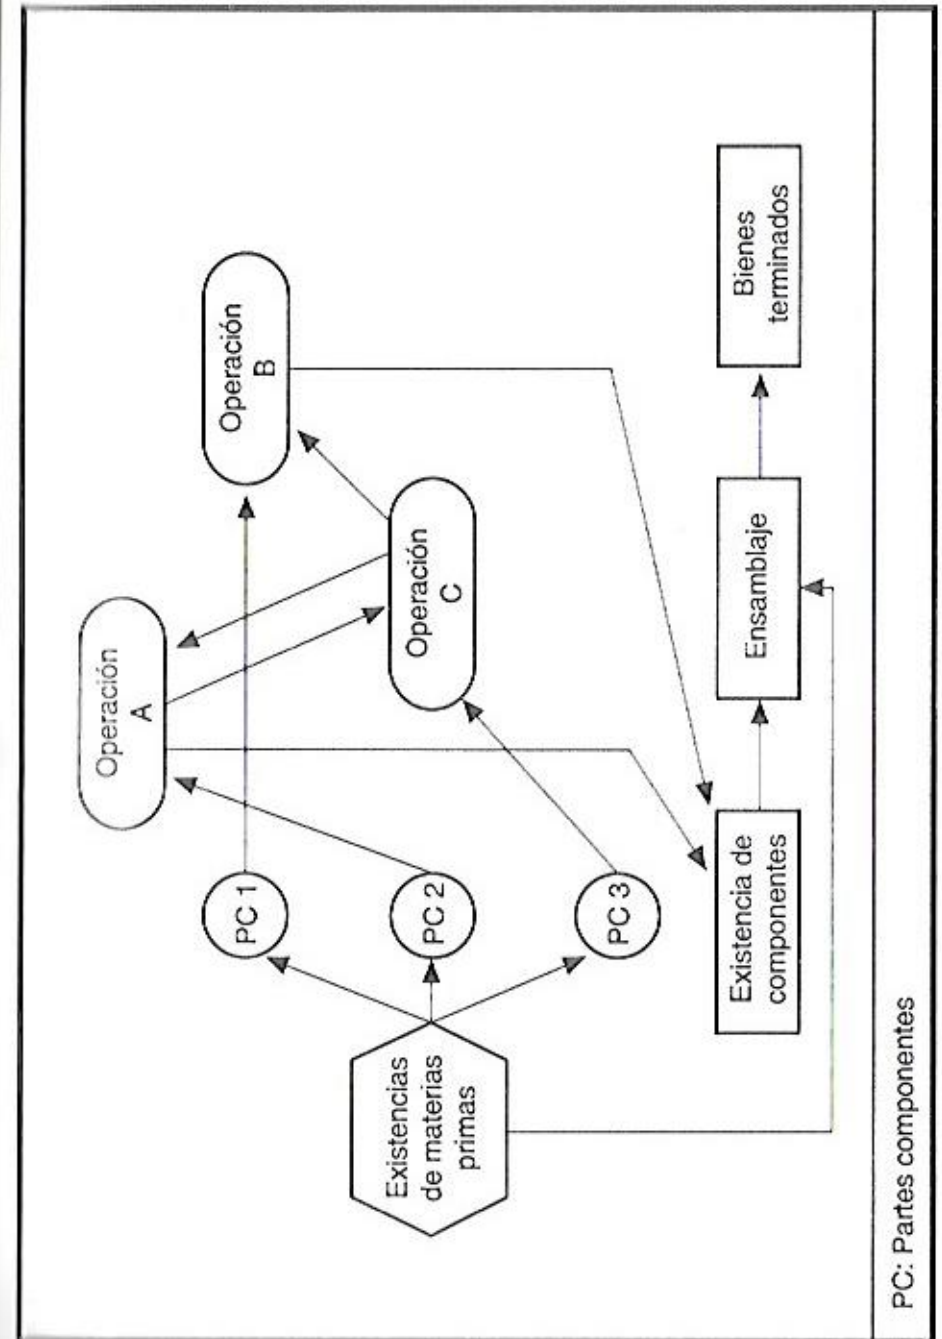 Operación
A
Operación
B
PC 1
Existencias
de materias
primas
PC 2
Operación
C
PC 3
Existencia de
componentes
Ensamblaje
Bienes
terminados
PC: Partes componentes